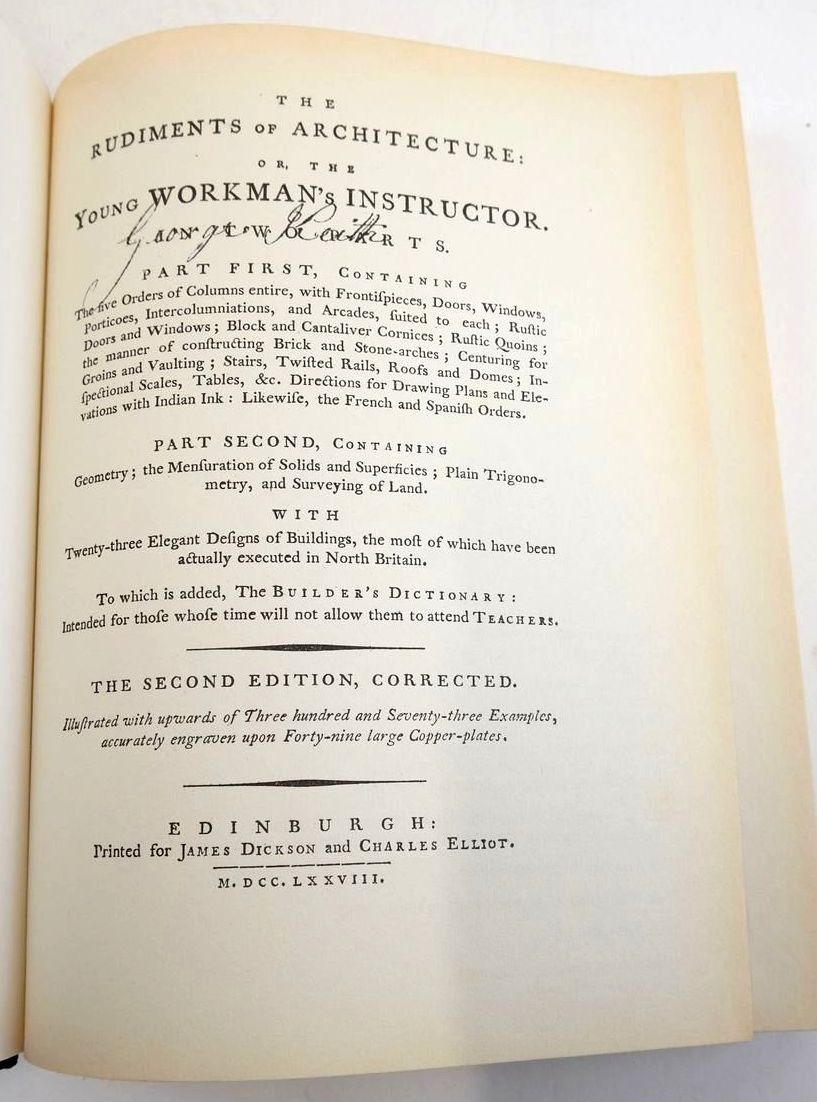 THE
RUDIMENTS OF ARCHITECTURE:
OR, THE
YOUNG WORKMAN's INSTRUCTOR.
IN TWO PARTS.
George Keith
PART FIRST, CONTAINING
The five Orders of Columns entire, with Frontiſpieces, Doors, Windows,
Porticoes, Intercolumniations, and Arcades, ſuited to each; Ruſtic
Doors and Windows; Block and Cantaliver Cornices; Ruſtic Quoins;
the manner of conſtructing Brick and Stone-arches; Centuring for
Groins and Vaulting; Stairs, Twiſted Rails, Roofs and Domes; In-
ſpectional Scales, Tables, &c. Directions for Drawing Plans and Ele-
vations with Indian Ink: Likewiſe, the French and Spaniſh Orders.
PART SECOND, CONTAINING
Geometry; the Menſuration of Solids and Superficies; Plain Trigono-
metry, and Surveying of Land.
WITH
Twenty-three Elegant Deſigns of Buildings, the moſt of which have been
actually executed in North Britain.
To which is added, The BUILDER's DICTIONARY:
Intended for thoſe whoſe time will not allow them to attend TEACHERS.
THE SECOND EDITION, CORRECTED.
Illuſtrated with upwards of Three hundred and Seventy-three Examples,
accurately engraven upon Forty-nine large Copper-plates.
EDINBURGH:
Printed for JAMES DICKSON and CHARLES ELLIOT.
M.DCC.LXXVIII.